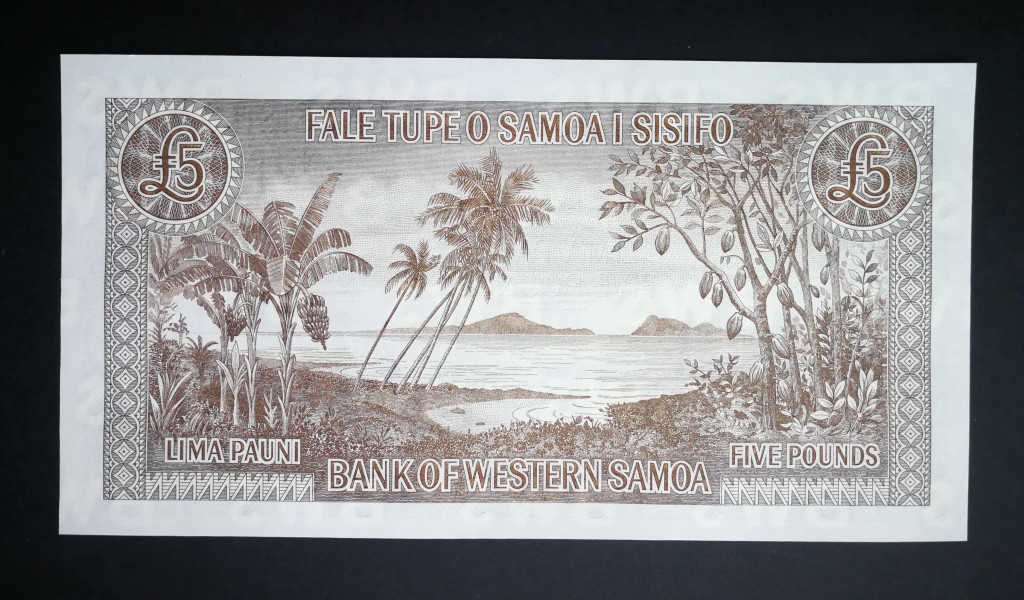 FALE TUPE O SAMOA I SISIFO
£5
£5
LIMA PAUNI
FIVE POUNDS
BANK OF WESTERN SAMOA